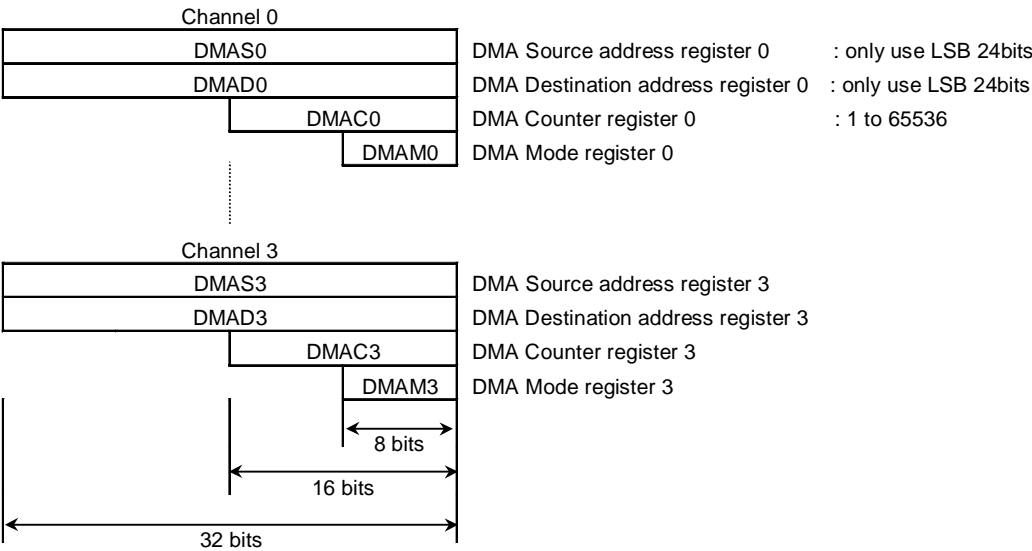 Channel 0
DMAS0 DMA Source address register 0 : only use LSB 24bits
DMAD0 DMA Destination address register 0 : only use LSB 24bits
DMAC0 DMA Counter register 0 : 1 to 65536
DMAM0 DMA Mode register 0
Channel 3
DMAS3 DMA Source address register 3
DMAD3 DMA Destination address register 3
DMAC3 DMA Counter register 3
DMAM3 DMA Mode register 3
8 bits
16 bits
32 bits